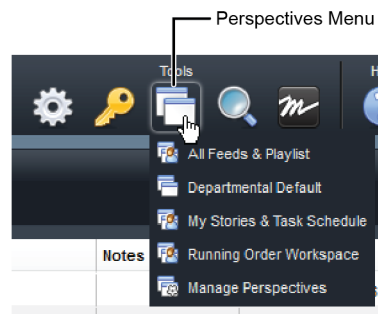 Perspectives Menu
Tools
H
All Feeds & Playlist
Departmental Default
My Stories & Task Schedule
Notes
Running Order Workspace
Manage Perspectives